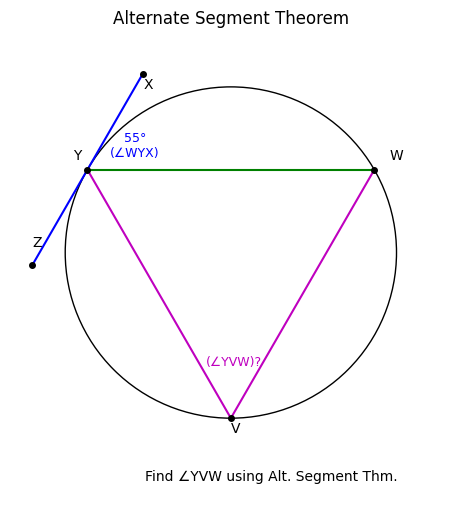 Alternate Segment Theorem
X
55°
(∠WYX)
Y
W
Z
(∠YVW)?
V
Find ∠YVW using Alt. Segment Thm.